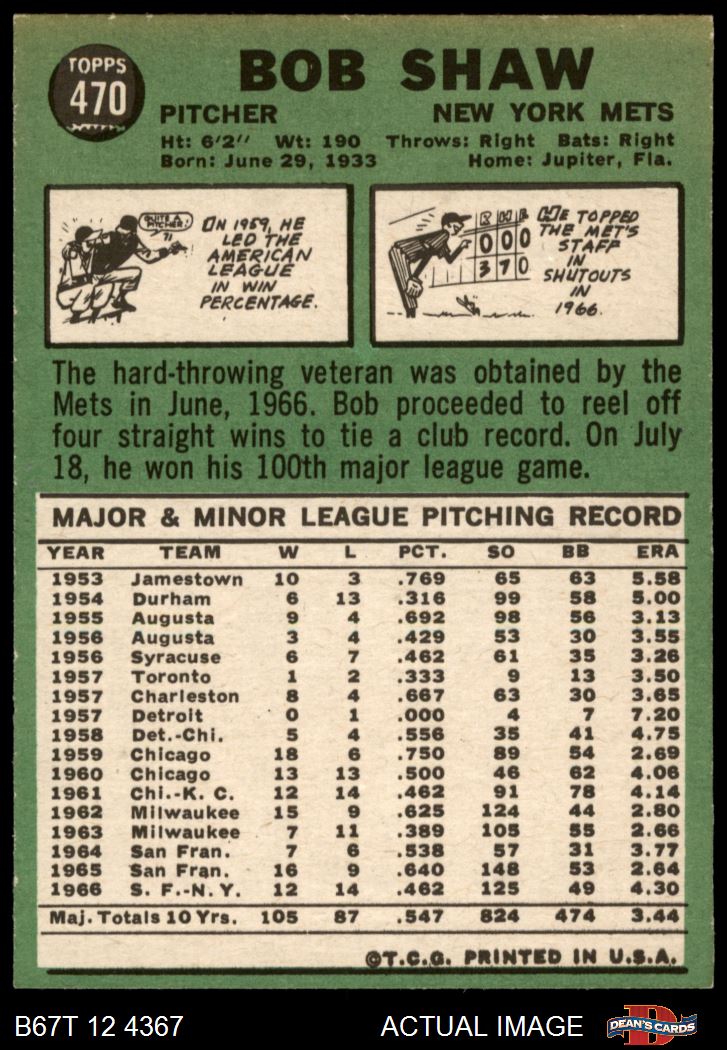 TOPPS
470
BOB SHAW
PITCHER NEW YORK METS
Ht: 6'2" Wt: 190 Throws: Right Bats: Right
Born: June 29, 1933 Home: Jupiter, Fla.
QUITE A
PITCHER!
ON 1959, HE
LED THE
AMERICAN
LEAGUE
IN WIN
PERCENTAGE.
R H E
0 0 0
3 7 0
HE TOPPED
THE MET'S
STAFF
IN
SHUTOUTS
IN
1966.
The hard-throwing veteran was obtained by the
Mets in June, 1966. Bob proceeded to reel off
four straight wins to tie a club record. On July
18, he won his 100th major league game.
MAJOR & MINOR LEAGUE PITCHING RECORD
YEAR TEAM W L PCT. SO BB ERA
1953 Jamestown 10 3 .769 65 63 5.58
1954 Durham 6 13 .316 99 58 5.00
1955 Augusta 9 4 .692 98 56 3.13
1956 Augusta 3 4 .429 53 30 3.55
1956 Syracuse 6 7 .462 61 35 3.26
1957 Toronto 1 2 .333 9 13 3.50
1957 Charleston 8 4 .667 63 30 3.65
1957 Detroit 0 1 .000 4 7 7.20
1958 Det.-Chi. 5 4 .556 35 41 4.75
1959 Chicago 18 6 .750 89 54 2.69
1960 Chicago 13 13 .500 46 62 4.06
1961 Chi.-K. C. 12 14 .462 91 78 4.14
1962 Milwaukee 15 9 .625 124 44 2.80
1963 Milwaukee 7 11 .389 105 55 2.66
1964 San Fran. 7 6 .538 57 31 3.77
1965 San Fran. 16 9 .640 148 53 2.64
1966 S. F.-N. Y. 12 14 .462 125 49 4.30
Maj. Totals 10 Yrs. 105 87 .547 824 474 3.44
©T.C.G. PRINTED IN U.S.A.
B67T 12 4367 ACTUAL IMAGE DEAN'S CARDS